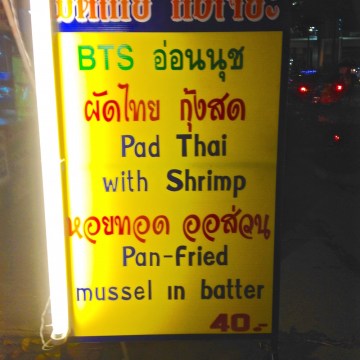 BTS อ่อนนุช
ผัดไทย กุ้งสด
Pad Thai
with Shrimp
หอยทอด ออส่วน
Pan-Fried
mussel in batter
40.-